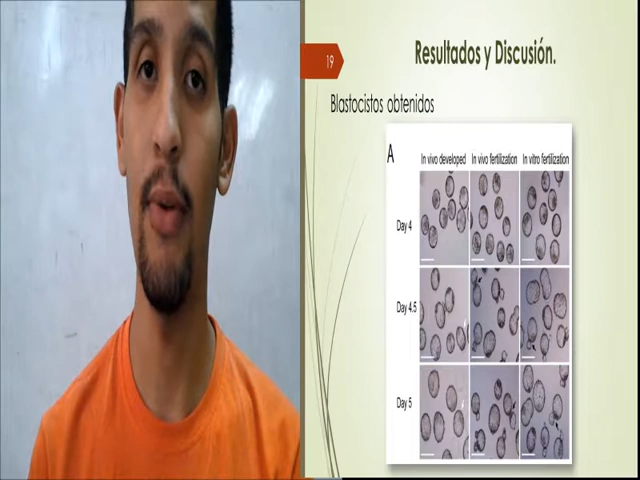 19
Resultados y Discusión.
Blastocistos obtenidos
A
In vivo developed In vivo fertilization In vitro fertilization
Day 4
Day 4.5
Day 5